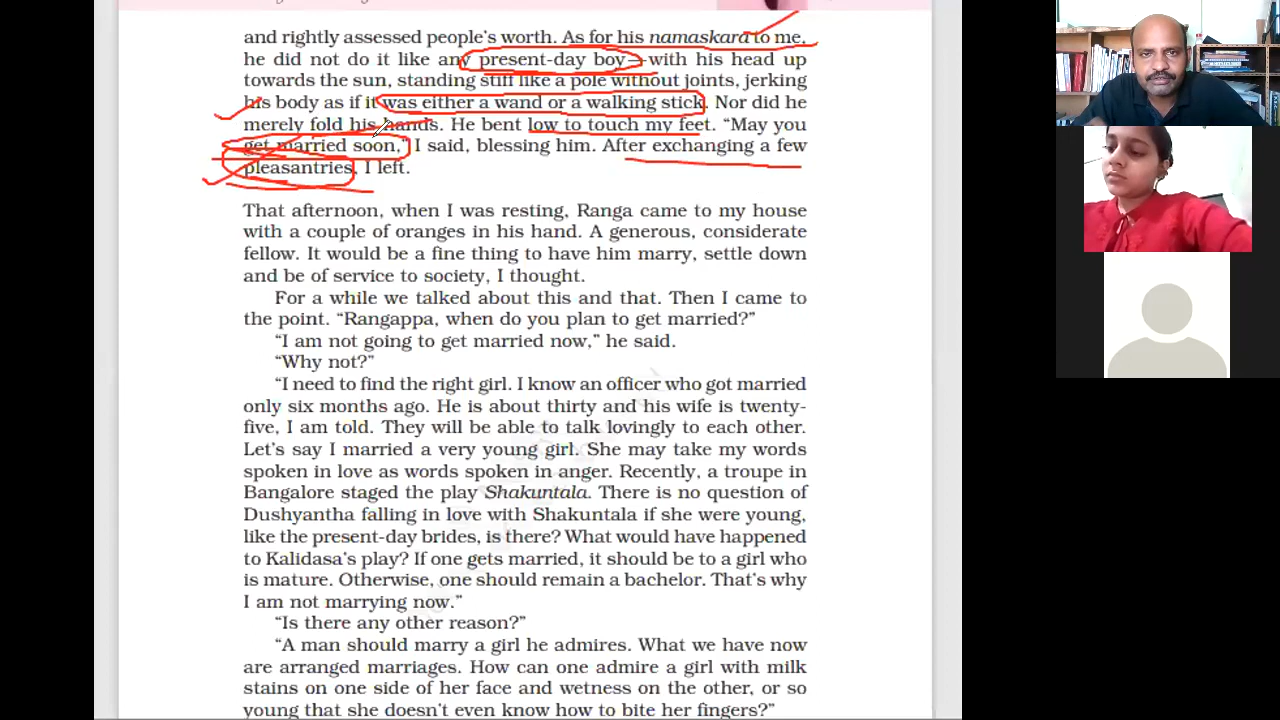 and rightly assessed people's worth. As for his namaskara to me,
he did not do it like any present-day boy— with his head up
towards the sun, standing stiff like a pole without joints, jerking
his body as if it was either a wand or a walking stick. Nor did he
merely fold his hands. He bent low to touch my feet. “May you
get married soon,” I said, blessing him. After exchanging a few
pleasantries, I left.
That afternoon, when I was resting, Ranga came to my house
with a couple of oranges in his hand. A generous, considerate
fellow. It would be a fine thing to have him marry, settle down
and be of service to society, I thought.
For a while we talked about this and that. Then I came to
the point. “Rangappa, when do you plan to get married?”
“I am not going to get married now,” he said.
“Why not?”
“I need to find the right girl. I know an officer who got married
only six months ago. He is about thirty and his wife is twenty-
five, I am told. They will be able to talk lovingly to each other.
Let's say I married a very young girl. She may take my words
spoken in love as words spoken in anger. Recently, a troupe in
Bangalore staged the play Shakuntala. There is no question of
Dushyantha falling in love with Shakuntala if she were young,
like the present-day brides, is there? What would have happened
to Kalidasa's play? If one gets married, it should be to a girl who
is mature. Otherwise, one should remain a bachelor. That's why
I am not marrying now.”
“Is there any other reason?”
“A man should marry a girl he admires. What we have now
are arranged marriages. How can one admire a girl with milk
stains on one side of her face and wetness on the other, or so
young that she doesn't even know how to bite her fingers?”